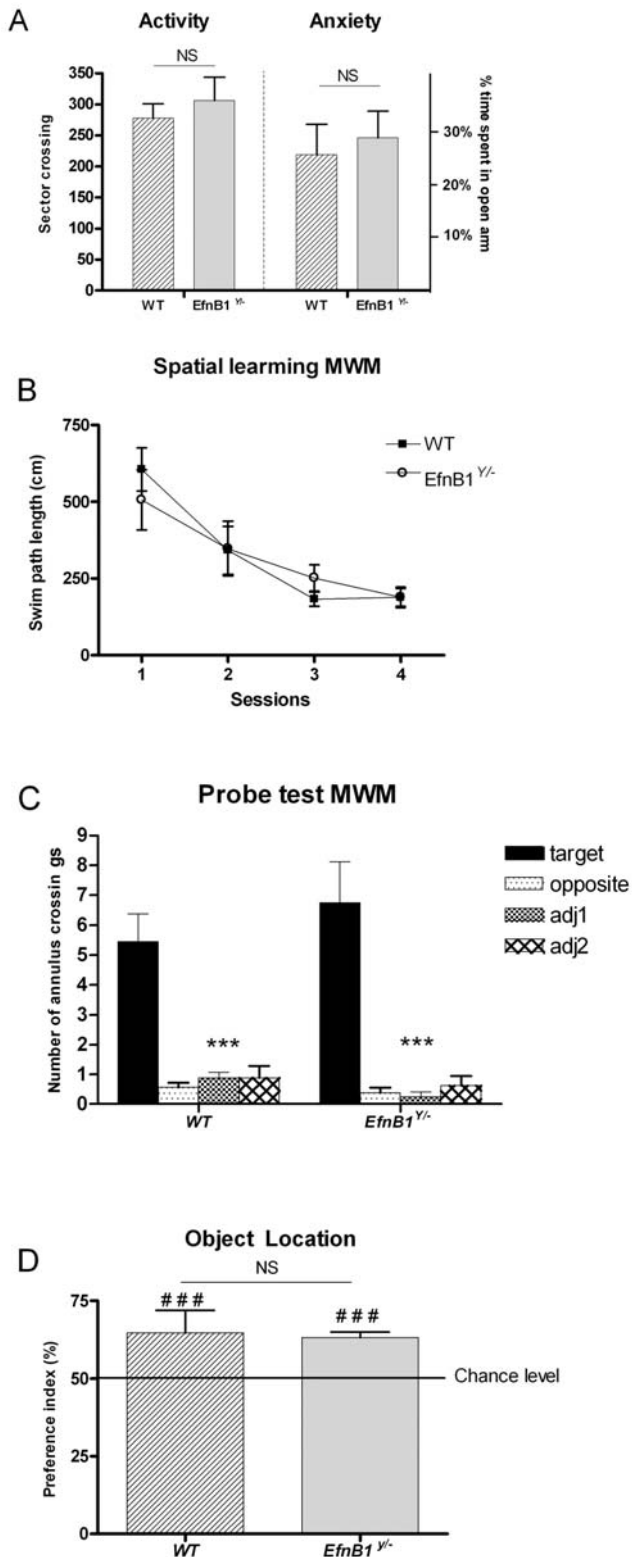 A
Activity
Anxiety
NS
NS
350
300
250
200
150
100
50
0
Sector crossing
30%
20%
10%
% time spent in open arm
WT
EfnB1 Y/-
WT
EfnB1 Y/-
Spatial learning MWM
B
750
500
250
0
Swim path length (cm)
WT
EfnB1 Y/-
1 2 3 4
Sessions
C
Probe test MWM
9
8
7
6
5
4
3
2
1
0
Number of annulus crossin gs
target
opposite
adj1
adj2
***
***
WT
EfnB1 Y/-
D
Object Location
NS
###
###
75
50
25
0
Preference index (%)
Chance level
WT
EfnB1 y/-